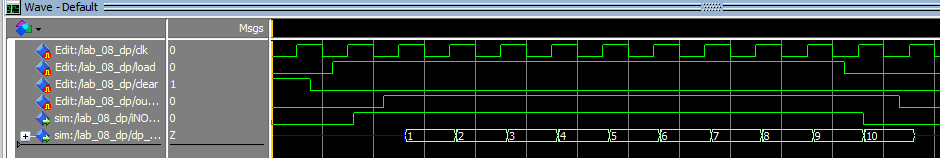 Wave - Default
Msgs
Edit:/lab_08_dp/clk 0
Edit:/lab_08_dp/load 0
Edit:/lab_08_dp/clear 1
Edit:/lab_08_dp/ou... 0
sim:/lab_08_dp/iNO... 0
sim:/lab_08_dp/dp_... Z 1 2 3 4 5 6 7 8 9 10